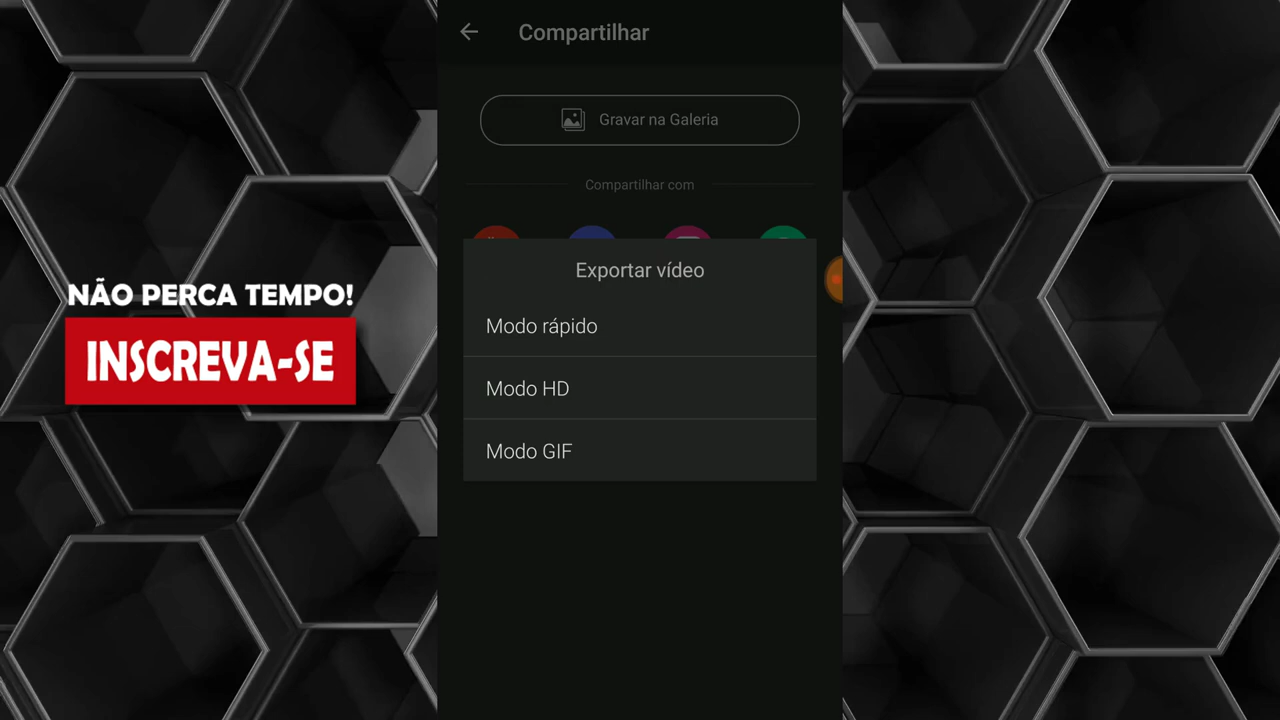 Compartilhar
Gravar na Galeria
Compartilhar com
Exportar vídeo
Modo rápido
Modo HD
Modo GIF
NÃO PERCA TEMPO!
INSCREVA-SE